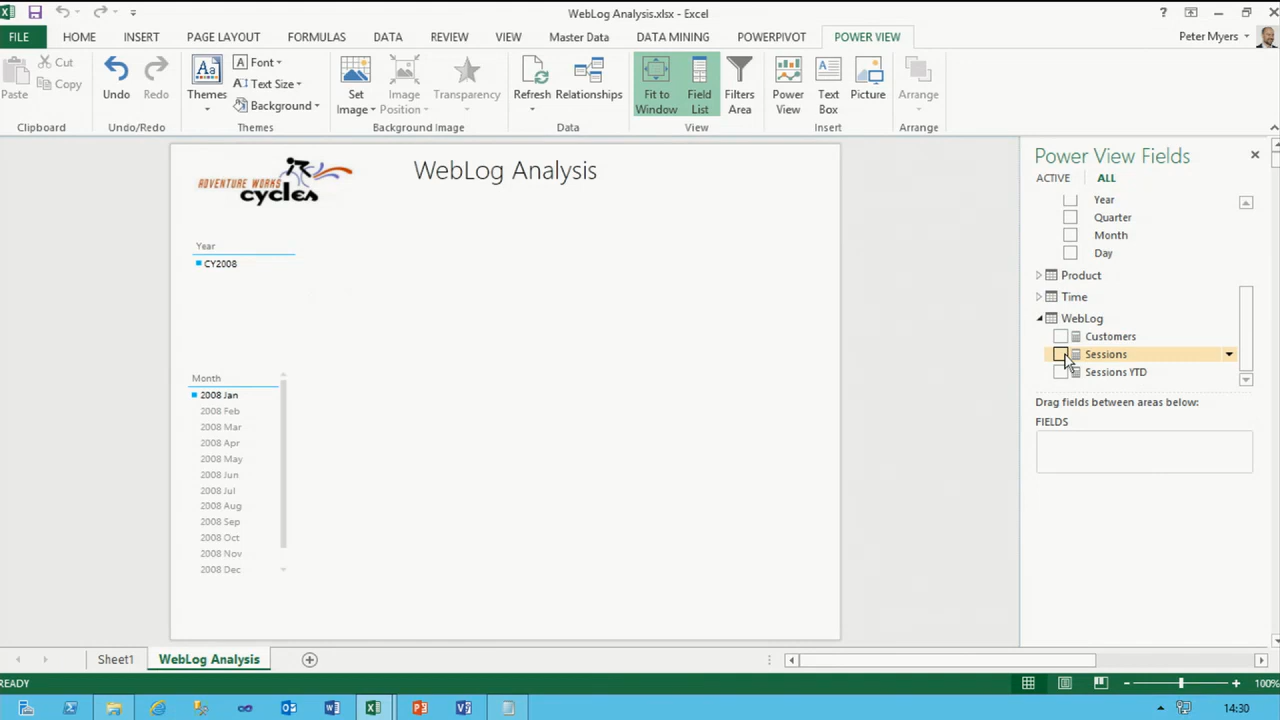 WebLog Analysis.xlsx - Excel
FILE
HOME
INSERT
PAGE LAYOUT
FORMULAS
DATA
REVIEW
VIEW
Master Data
DATA MINING
POWERPIVOT
POWER VIEW
Peter Myers
Paste
Cut
Copy
Clipboard
Undo
Redo
Undo/Redo
Themes
Font
Text Size
Background
Themes
Set Image
Image Position
Transparency
Background Image
Refresh
Relationships
Data
Fit to Window
Field List
Filters Area
View
Power View
Text Box
Picture
Insert
Arrange
Arrange
ADVENTURE WORKS
cycles
WebLog Analysis
Year
CY2008
Month
2008 Jan
2008 Feb
2008 Mar
2008 Apr
2008 May
2008 Jun
2008 Jul
2008 Aug
2008 Sep
2008 Oct
2008 Nov
2008 Dec
Power View Fields
ACTIVE
ALL
Year
Quarter
Month
Day
Product
Time
WebLog
Customers
Sessions
Sessions YTD
Drag fields between areas below:
FIELDS
Sheet1
WebLog Analysis
READY
100%
14:30